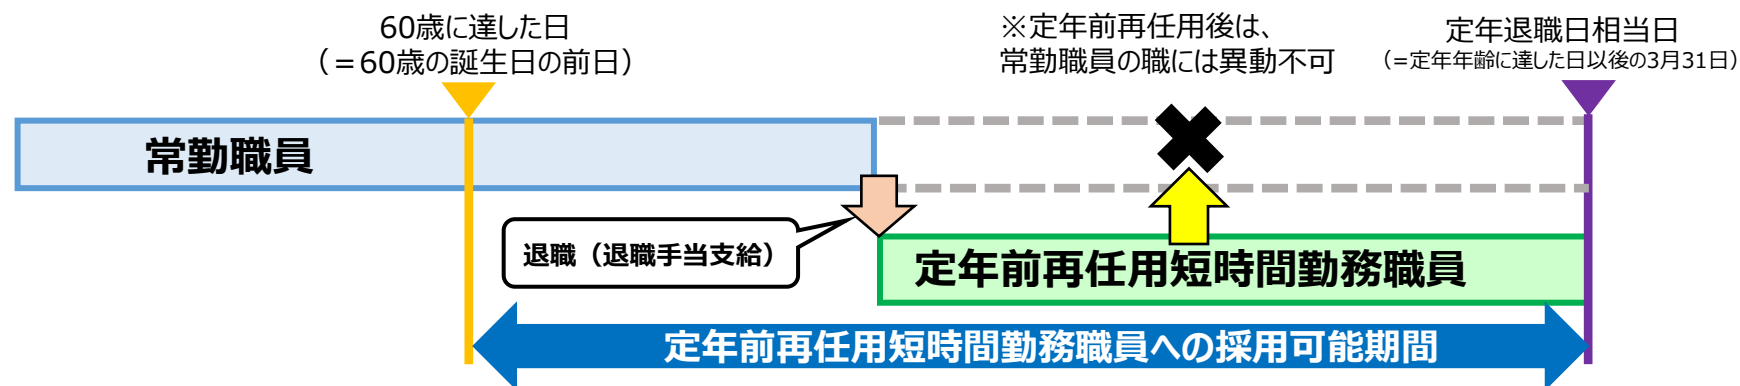 60歳に達した日
（＝60歳の誕生日の前日）
※定年前再任用後は、
常勤職員の職には異動不可
定年退職日相当日
（=定年年齢に達した日以後の3月31日）
常勤職員
退職（退職手当支給）
定年前再任用短時間勤務職員
定年前再任用短時間勤務職員への採用可能期間